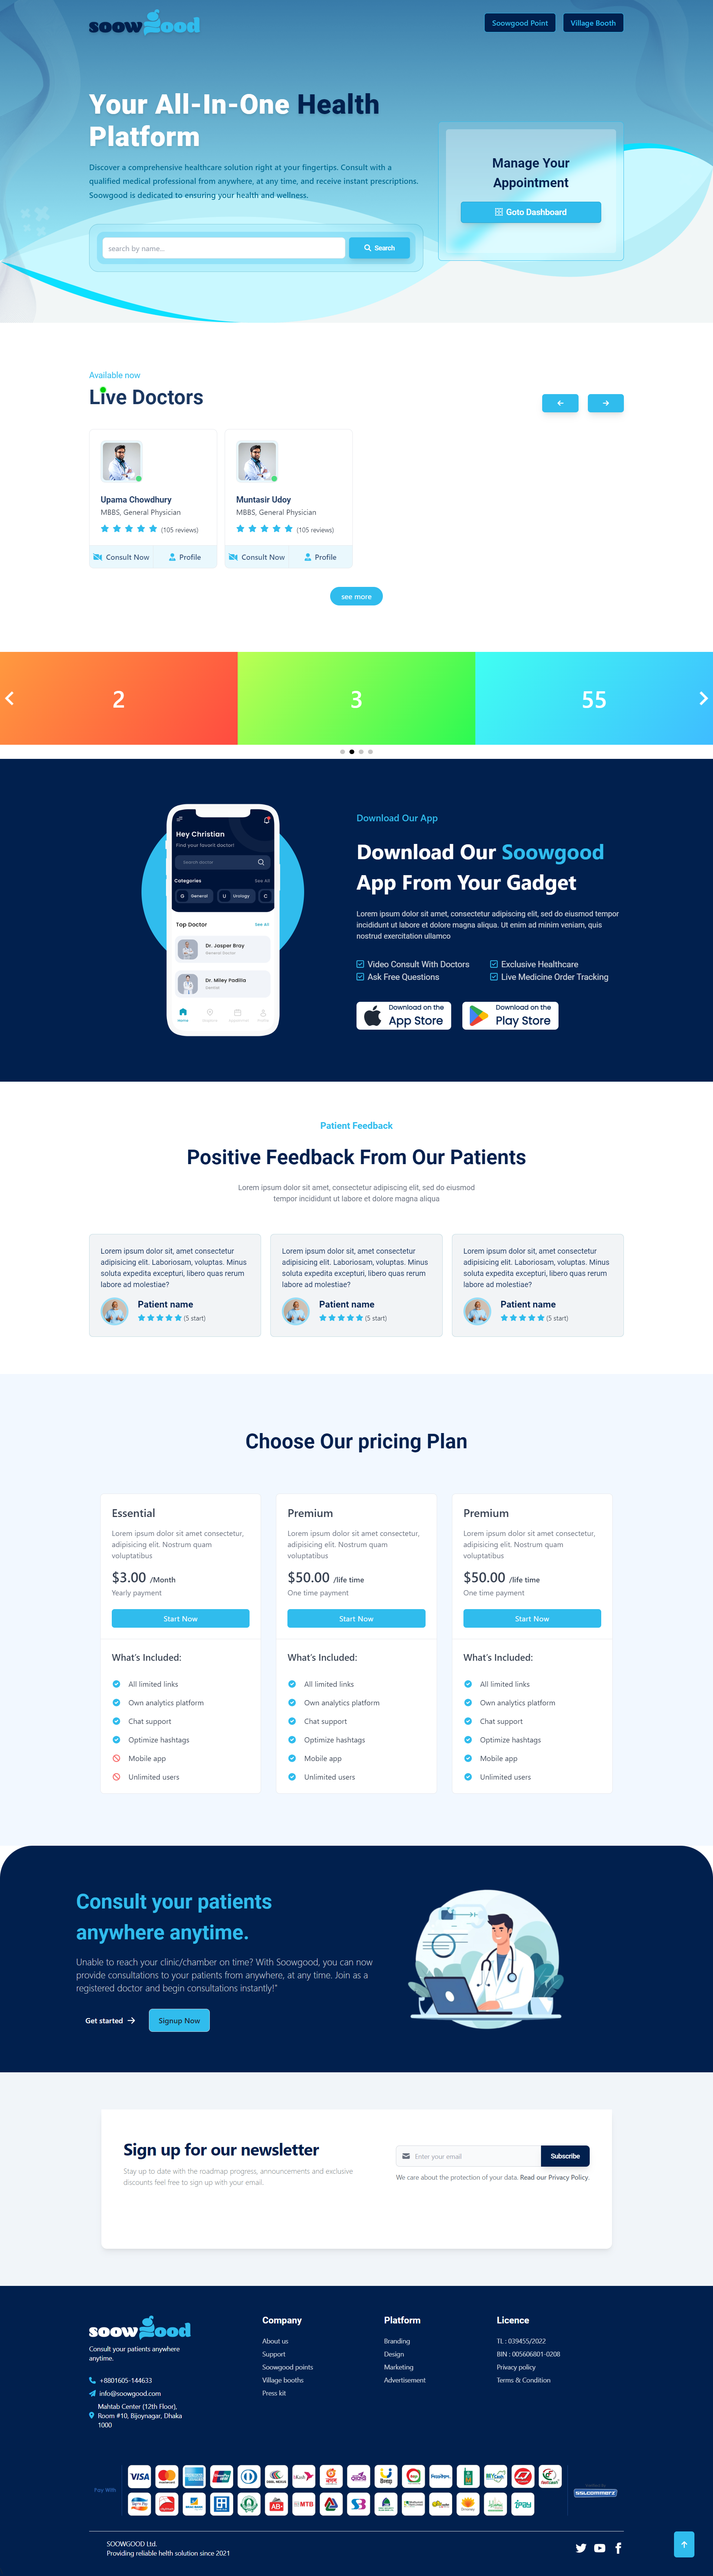 soowgood
Soowgood Point
Village Booth
Your All-In-One Health
Platform
Discover a comprehensive healthcare solution right at your fingertips. Consult with a
qualified medical professional from anywhere, at any time, and receive instant prescriptions.
Soowgood is dedicated to ensuring your health and wellness.
search by name...
Search
Manage Your
Appointment
Goto Dashboard
Available now
Live Doctors
Upama Chowdhury
MBBS, General Physician
(105 reviews)
Consult Now
Profile
Muntasir Udoy
MBBS, General Physician
(105 reviews)
Consult Now
Profile
see more
2
3
55
Hey Christian
Find your favorit doctor!
Search doctor
Categories
See All
G General
U Urology
C
Top Doctor
See All
Dr. Jasper Bray
General Doctor
Dr. Miley Padilla
Dentist
Home
Download Our App
Download Our Soowgood
App From Your Gadget
Lorem ipsum dolor sit amet, consectetur adipiscing elit, sed do eiusmod tempor
incididunt ut labore et dolore magna aliqua. Ut enim ad minim veniam, quis
nostrud exercitation ullamco
Video Consult With Doctors
Exclusive Healthcare
Ask Free Questions
Live Medicine Order Tracking
Download on the
App Store
Download on the
Play Store
Patient Feedback
Positive Feedback From Our Patients
Lorem ipsum dolor sit amet, consectetur adipiscing elit, sed do eiusmod
tempor incididunt ut labore et dolore magna aliqua
Lorem ipsum dolor sit, amet consectetur
adipisicing elit. Laboriosam, voluptas. Minus
soluta expedita excepturi, libero quas rerum
labore ad molestiae?
Patient name
(5 start)
Lorem ipsum dolor sit, amet consectetur
adipisicing elit. Laboriosam, voluptas. Minus
soluta expedita excepturi, libero quas rerum
labore ad molestiae?
Patient name
(5 start)
Lorem ipsum dolor sit, amet consectetur
adipisicing elit. Laboriosam, voluptas. Minus
soluta expedita excepturi, libero quas rerum
labore ad molestiae?
Patient name
(5 start)
Choose Our pricing Plan
Essential
Lorem ipsum dolor sit amet consectetur,
adipisicing elit. Nostrum quam
voluptatibus
$3.00 /Month
Yearly payment
Start Now
What's Included:
All limited links
Own analytics platform
Chat support
Optimize hashtags
Mobile app
Unlimited users
Premium
Lorem ipsum dolor sit amet consectetur,
adipisicing elit. Nostrum quam
voluptatibus
$50.00 /life time
One time payment
Start Now
What's Included:
All limited links
Own analytics platform
Chat support
Optimize hashtags
Mobile app
Unlimited users
Premium
Lorem ipsum dolor sit amet consectetur,
adipisicing elit. Nostrum quam
voluptatibus
$50.00 /life time
One time payment
Start Now
What's Included:
All limited links
Own analytics platform
Chat support
Optimize hashtags
Mobile app
Unlimited users
Consult your patients
anywhere anytime.
Unable to reach your clinic/chamber on time? With Soowgood, you can now
provide consultations to your patients from anywhere, at any time. Join as a
registered doctor and begin consultations instantly!"
Get started
Signup Now
Sign up for our newsletter
Stay up to date with the roadmap progress, announcements and exclusive
discounts feel free to sign up with your email.
Enter your email
Subscribe
We care about the protection of your data. Read our Privacy Policy.
soowgood
Consult your patients anywhere
anytime.
+8801605-144633
info@soowgood.com
Mahtab Center (12th Floor),
Room #10, Bijoynagar, Dhaka
1000
Company
About us
Support
Soowgood points
Village booths
Press kit
Platform
Branding
Design
Marketing
Advertisement
Licence
TL : 039455/2022
BIN : 005606801-0208
Privacy policy
Terms & Condition
Pay With
VISA
MTB
AB
SSLCOMMERZ
SOOWGOOD Ltd.
Providing reliable helth solution since 2021